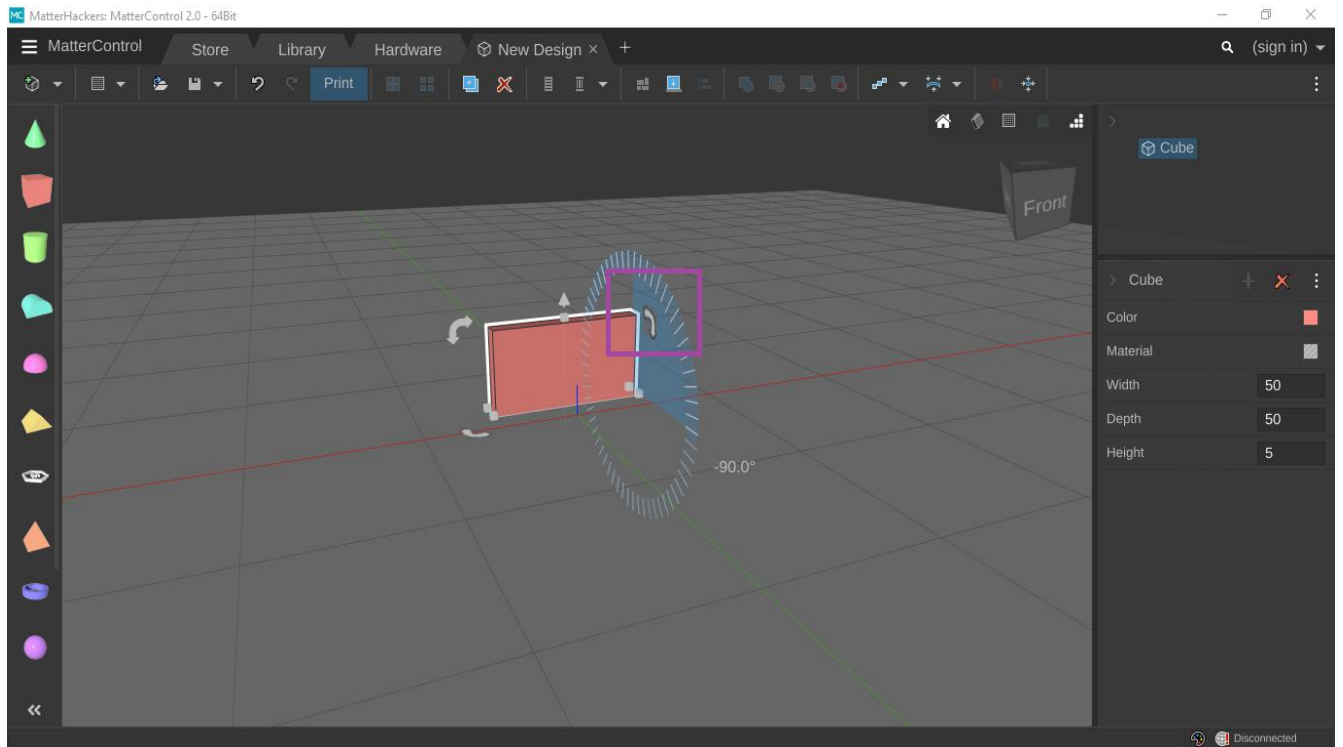 MC MatterHackers: MatterControl 2.0 - 64Bit
MatterControl Store Library Hardware New Design × + (sign in)
Print
Cube
Front
Cube
Color
Material
Width 50
Depth 50
Height 5
-90.0°
Disconnected